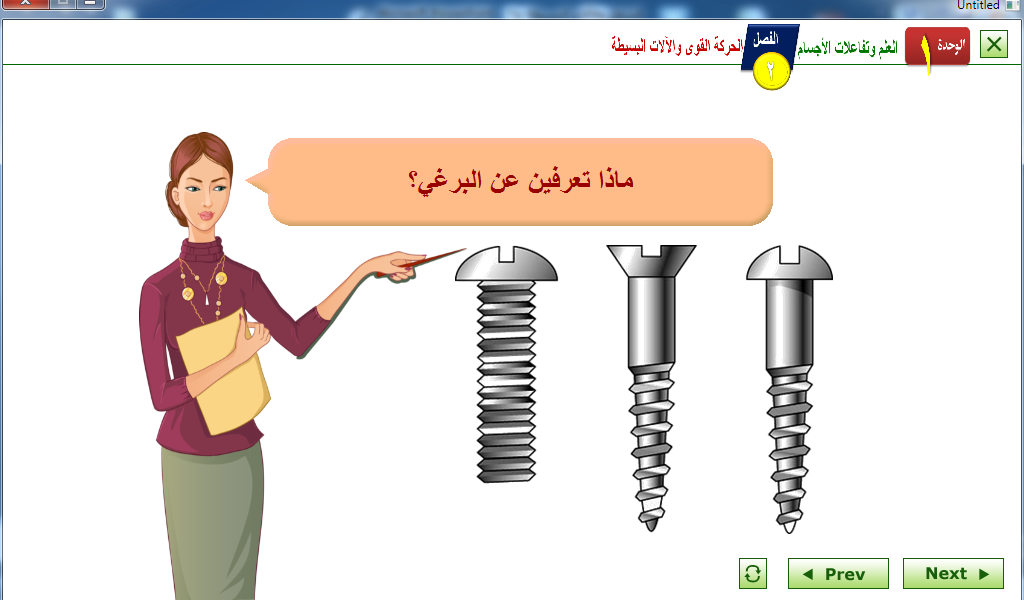 Untitled
الوحدة ١ العلم وتفاعلات الأجسام الفصل ٢ الحركة القوى والآلات البسيطة
ماذا تعرفين عن البرغي؟
Prev
Next